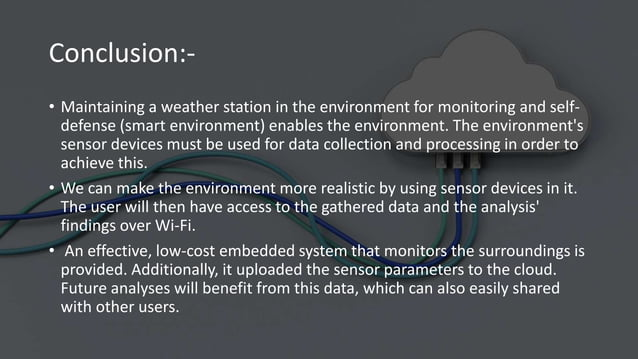 Conclusion:-
• Maintaining a weather station in the environment for monitoring and self-
defense (smart environment) enables the environment. The environment's
sensor devices must be used for data collection and processing in order to
achieve this.
• We can make the environment more realistic by using sensor devices in it.
The user will then have access to the gathered data and the analysis'
findings over Wi-Fi.
• An effective, low-cost embedded system that monitors the surroundings is
provided. Additionally, it uploaded the sensor parameters to the cloud.
Future analyses will benefit from this data, which can also easily shared
with other users.